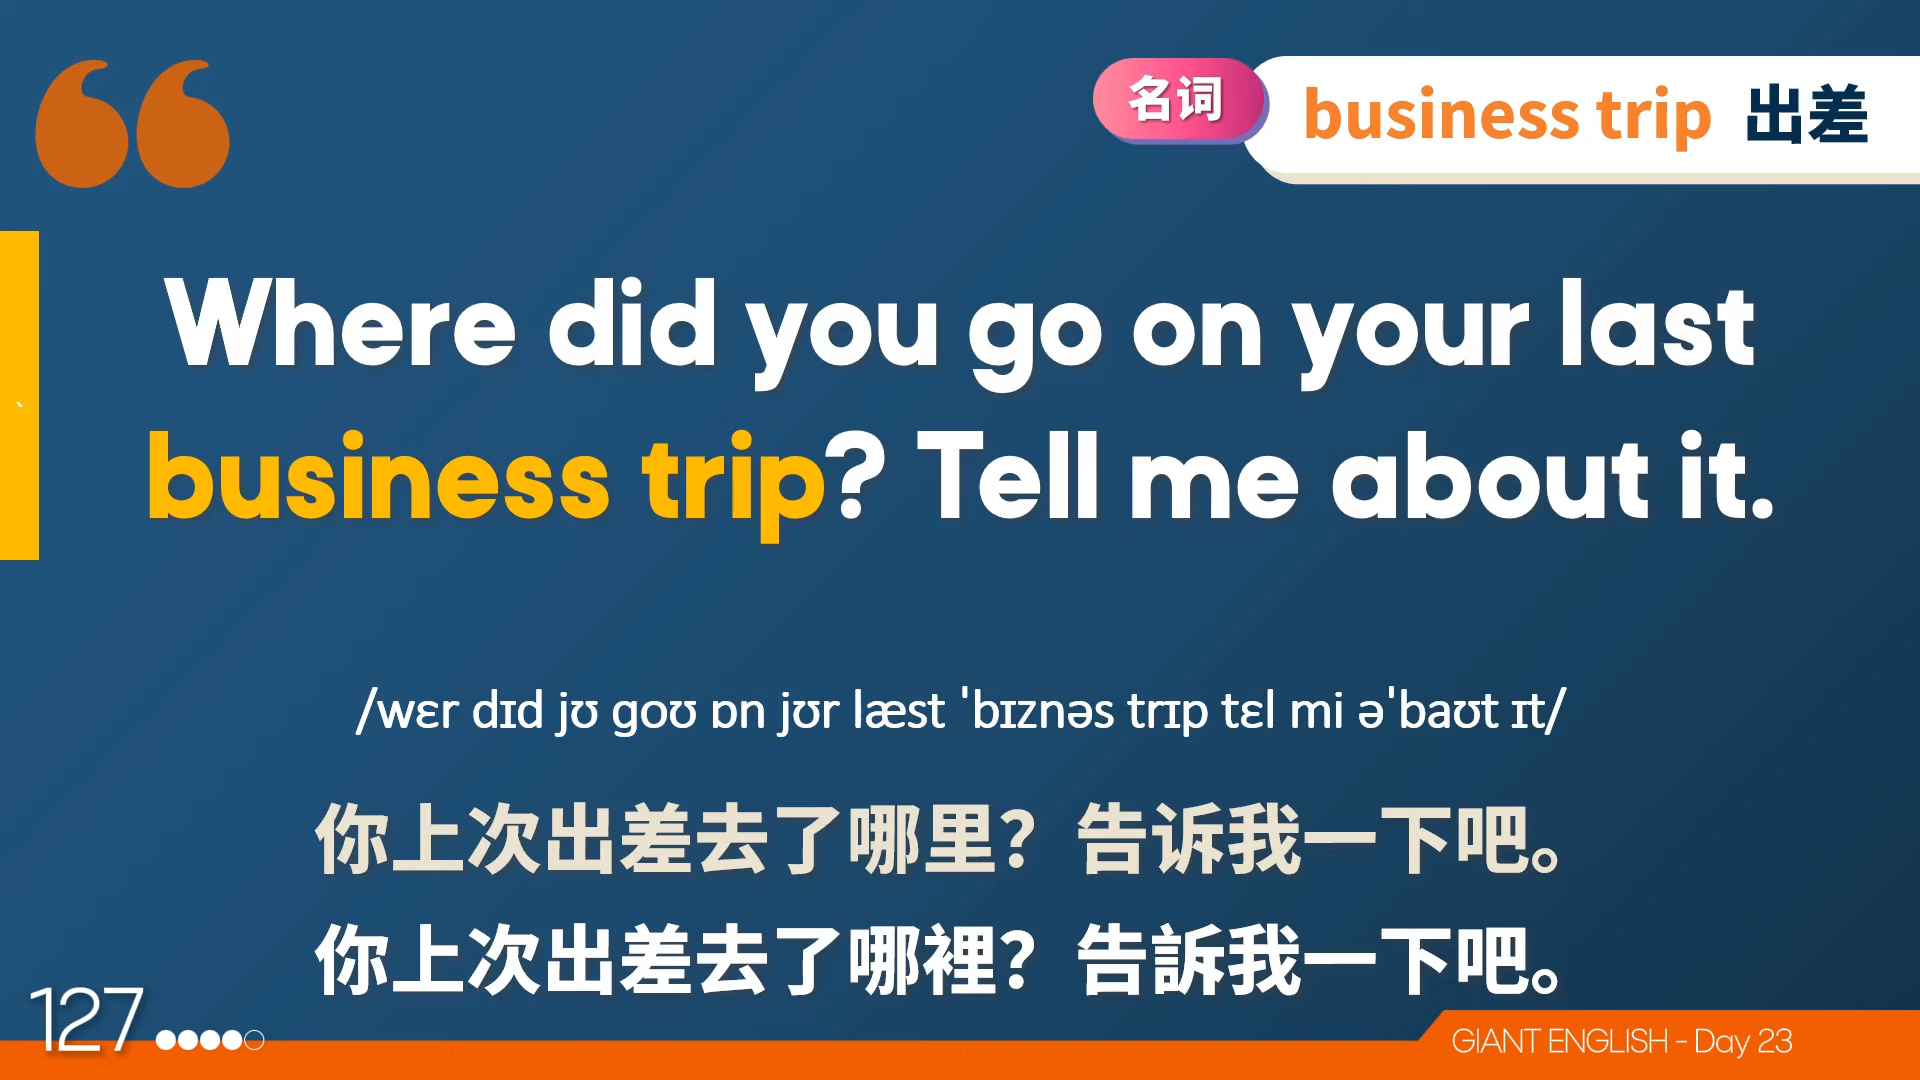 名词
business trip 出差
Where did you go on your last
business trip? Tell me about it.
/wɛr dɪd jʊ goʊ ɒn jʊr læst ˈbɪznəs trɪp tɛl mi əˈbaʊt ɪt/
你上次出差去了哪里？告诉我一下吧。
你上次出差去了哪裡？告訴我一下吧。
127
GIANT ENGLISH - Day 23